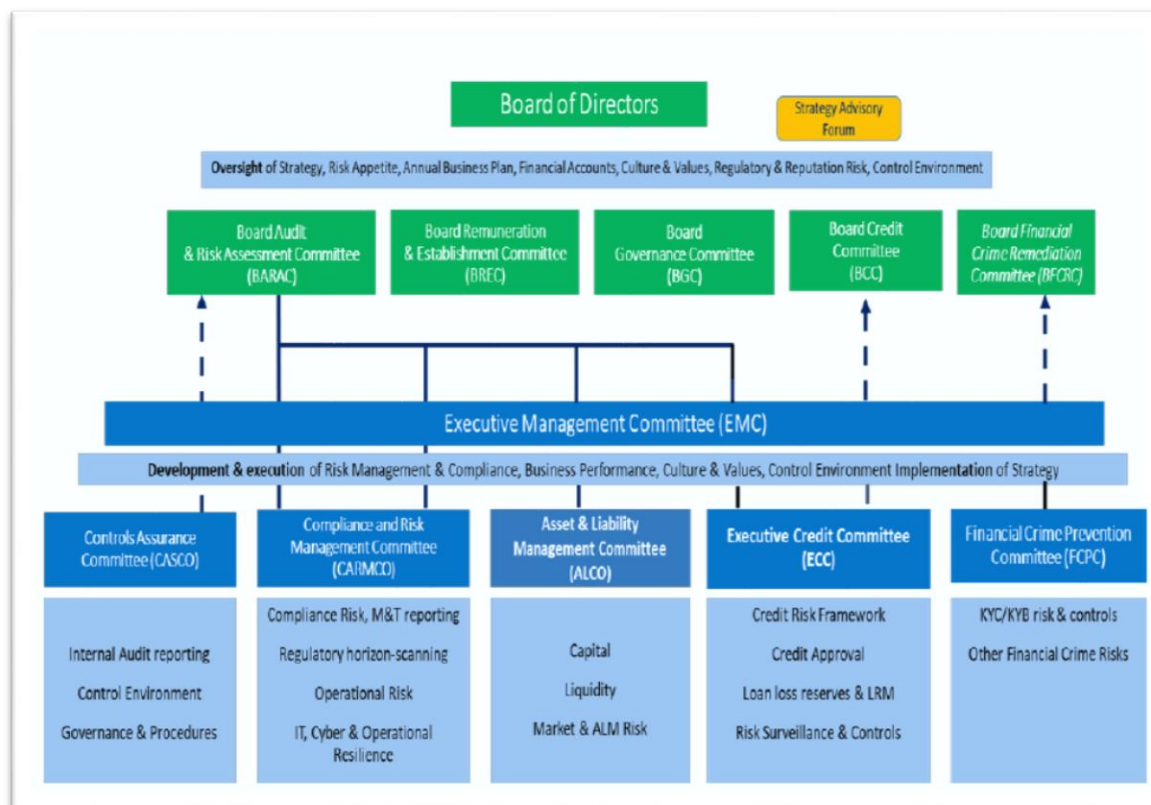 Board of Directors
Strategy Advisory
Forum
Oversight of Strategy, Risk Appetite, Annual Business Plan, Financial Accounts, Culture & Values, Regulatory & Reputation Risk, Control Environment
Board Audit
& Risk Assessment Committee
(BARAC)
Board Remuneration
& Establishment Committee
(BREC)
Board
Governance Committee
(BGC)
Board Credit
Committee
(BCC)
Board Financial
Crime Remediation
Committee (BFCRC)
Executive Management Committee (EMC)
Development & execution of Risk Management & Compliance, Business Performance, Culture & Values, Control Environment Implementation of Strategy
Controls Assurance
Committee (CASCO)
Compliance and Risk
Management Committee
(CARMCO)
Asset & Liability
Management Committee
(ALCO)
Executive Credit Committee
(ECC)
Financial Crime Prevention
Committee (FCPC)
Internal Audit reporting
Control Environment
Governance & Procedures
Compliance Risk, M&T reporting
Regulatory horizon-scanning
Operational Risk
IT, Cyber & Operational
Resilience
Capital
Liquidity
Market & ALM Risk
Credit Risk Framework
Credit Approval
Loan loss reserves & LRM
Risk Surveillance & Controls
KYC/KYB risk & controls
Other Financial Crime Risks